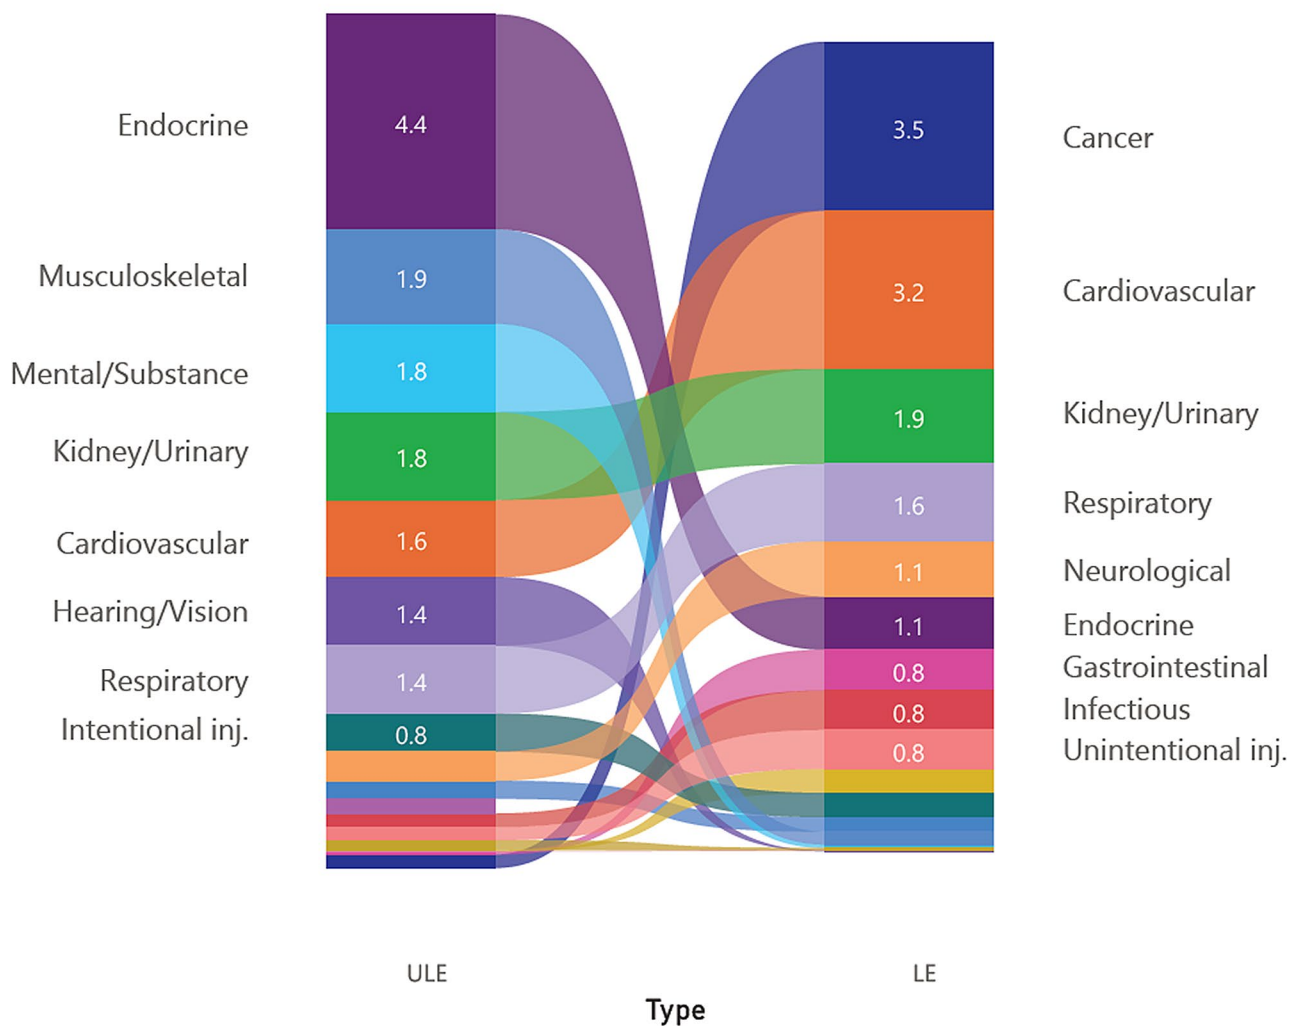 Endocrine 4.4 3.5 Cancer
Musculoskeletal 1.9 3.2 Cardiovascular
Mental/Substance 1.8
Kidney/Urinary 1.8 1.9 Kidney/Urinary
Cardiovascular 1.6 1.6 Respiratory
Hearing/Vision 1.4 1.1 Neurological
1.1 Endocrine
Respiratory 1.4 0.8 Gastrointestinal
Intentional inj. 0.8 0.8 Infectious
0.8 Unintentional inj.
ULE LE
Type